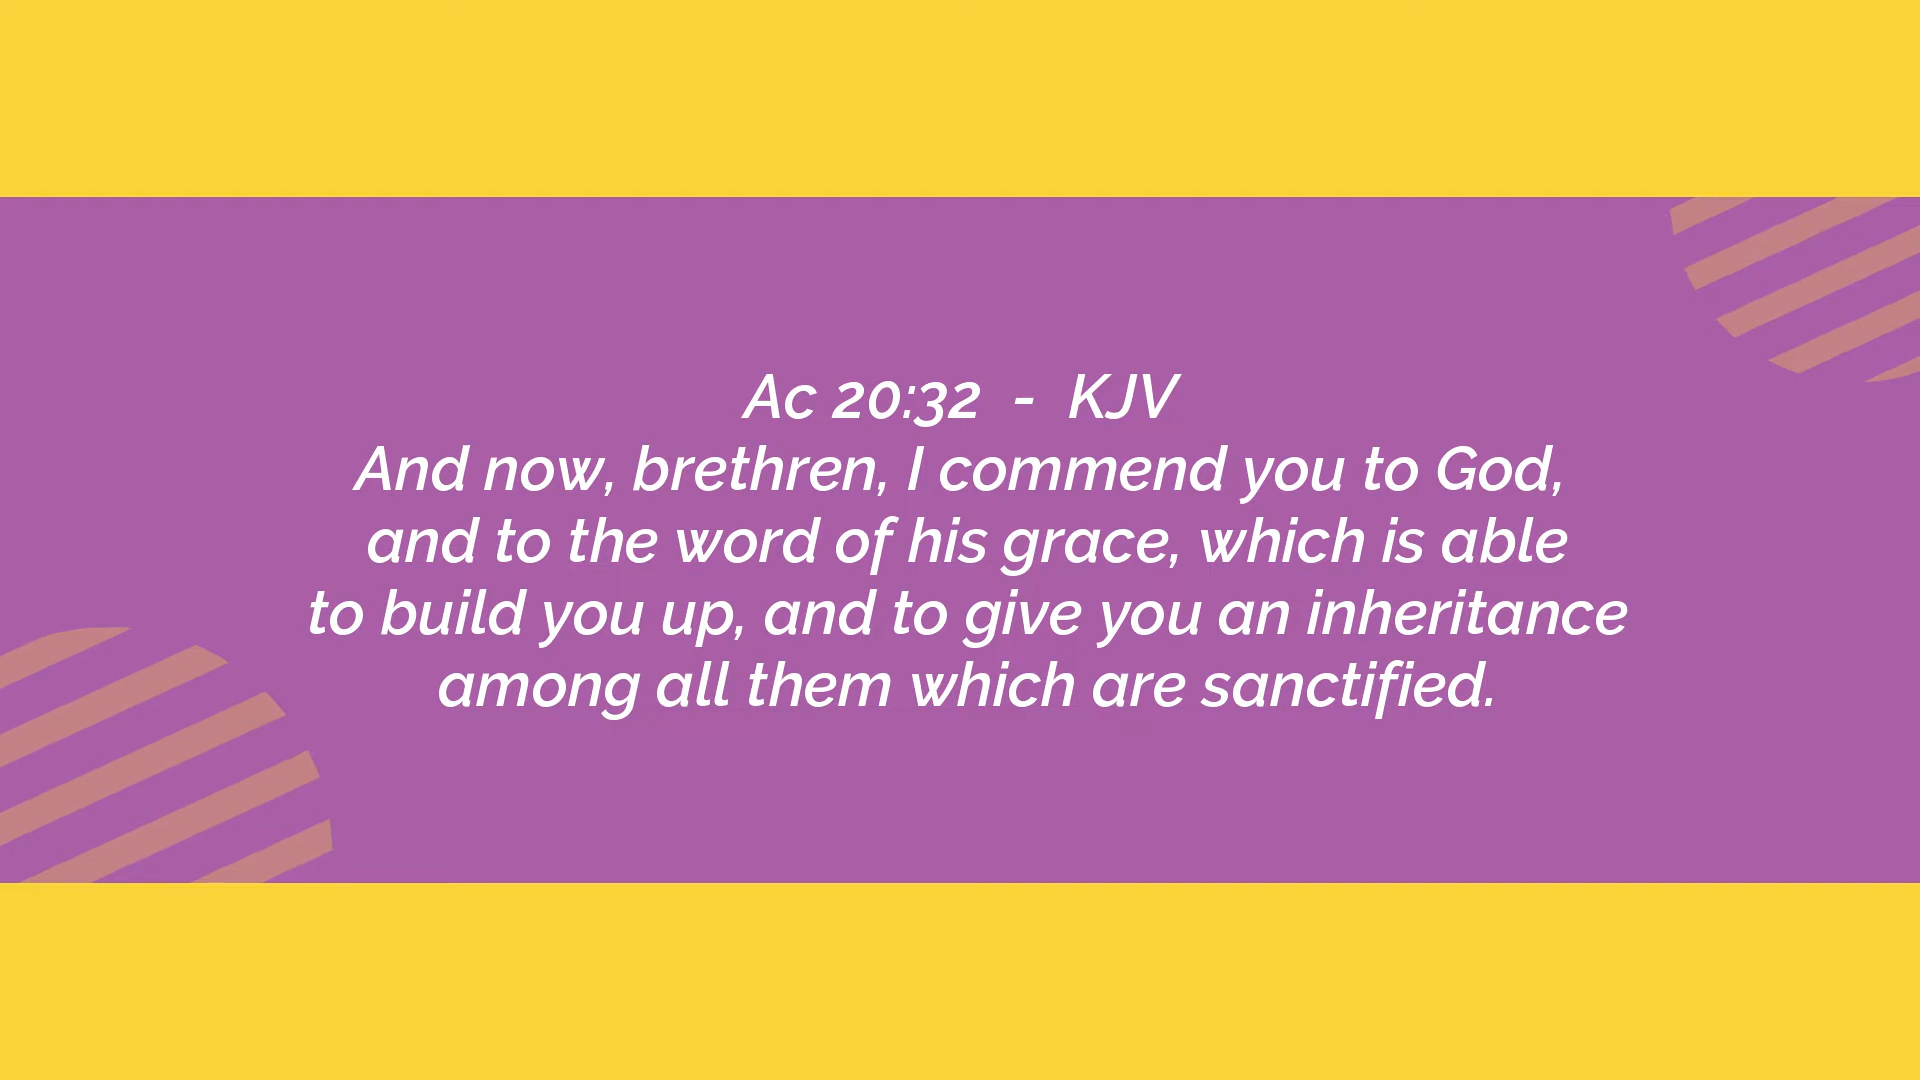 Ac 20:32 - KJV
And now, brethren, I commend you to God,
and to the word of his grace, which is able
to build you up, and to give you an inheritance
among all them which are sanctified.